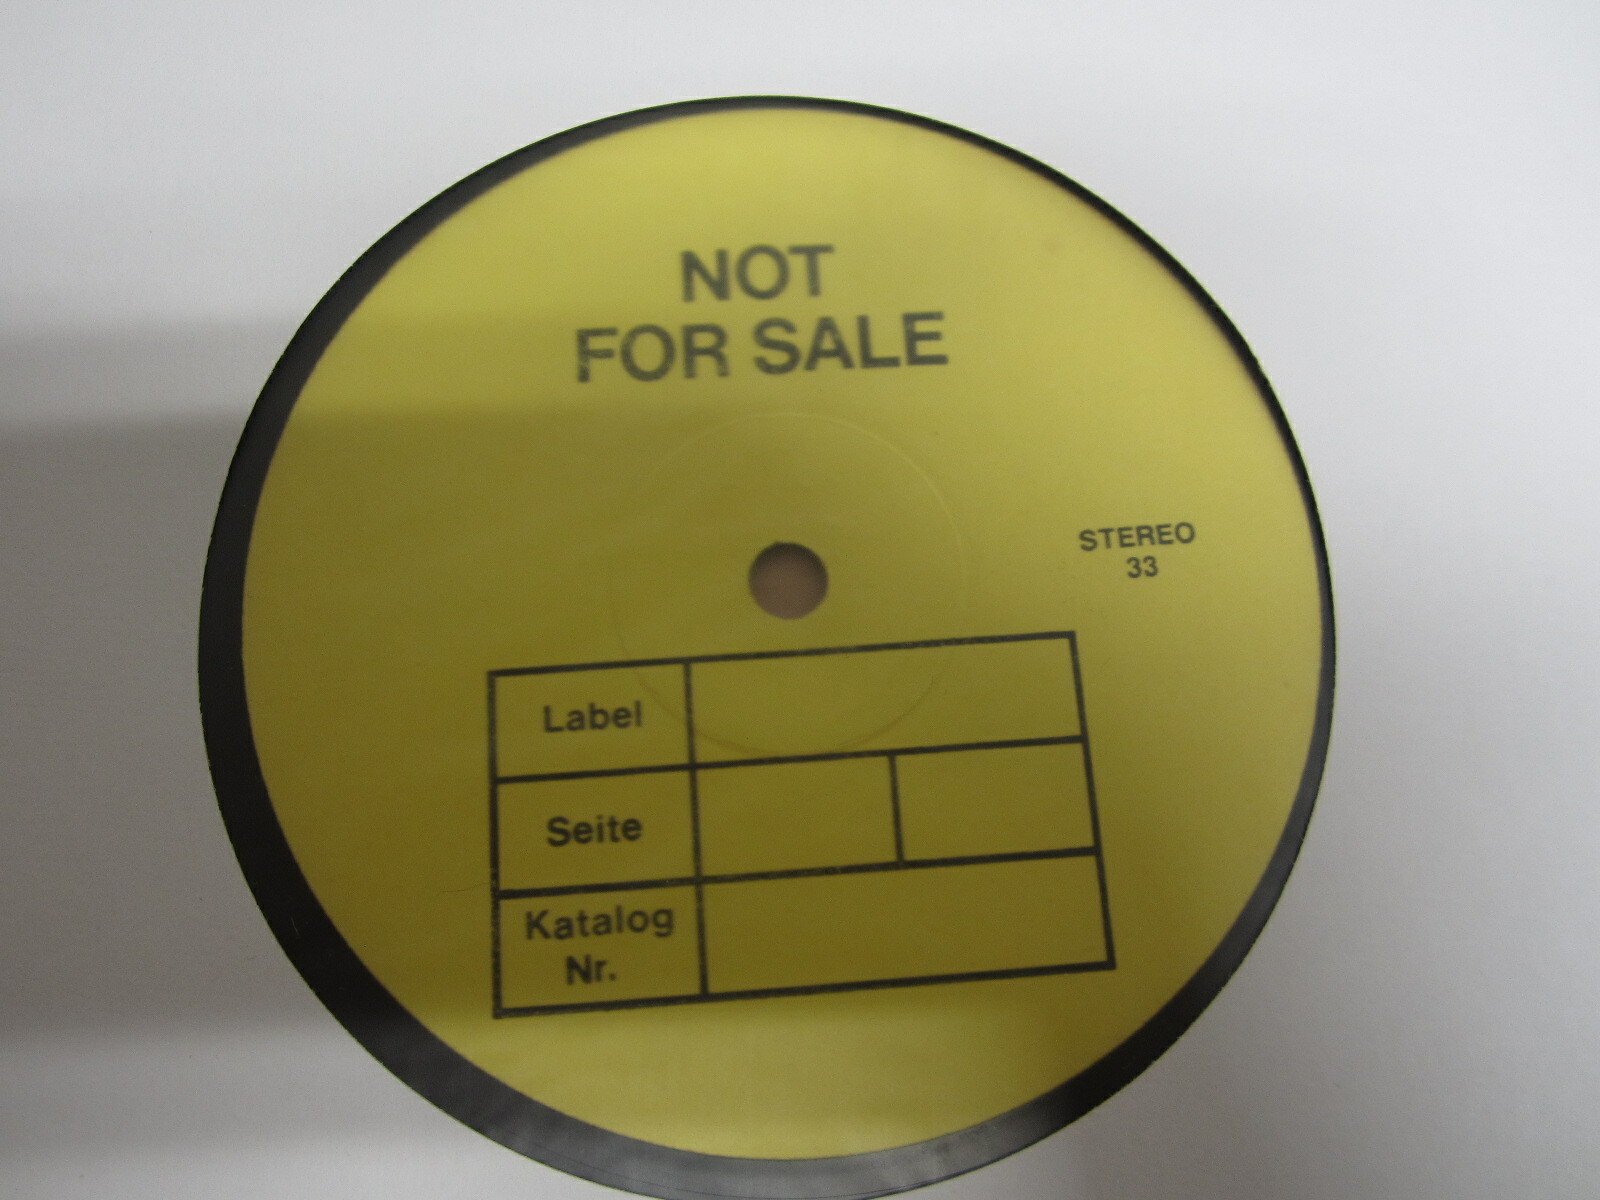 NOT
FOR SALE
STEREO
33
Label
Seite
Katalog
Nr.